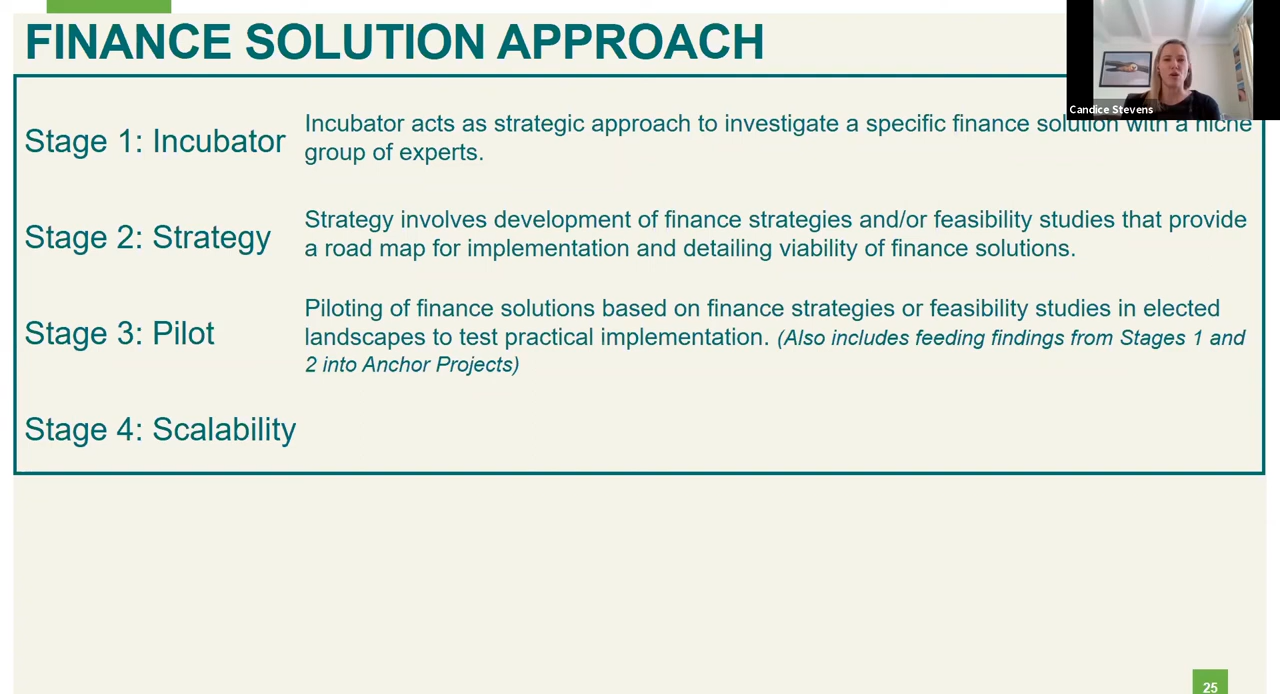 FINANCE SOLUTION APPROACH
Candice Stevens
Stage 1: Incubator
Incubator acts as strategic approach to investigate a specific finance solution with a niche
group of experts.
Stage 2: Strategy
Strategy involves development of finance strategies and/or feasibility studies that provide
a road map for implementation and detailing viability of finance solutions.
Stage 3: Pilot
Piloting of finance solutions based on finance strategies or feasibility studies in elected
landscapes to test practical implementation. (Also includes feeding findings from Stages 1 and
2 into Anchor Projects)
Stage 4: Scalability
25